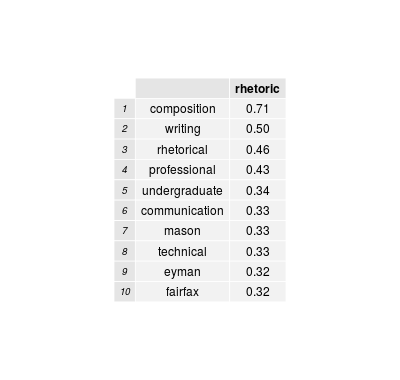 rhetoric
1 composition 0.71
2 writing 0.50
3 rhetorical 0.46
4 professional 0.43
5 undergraduate 0.34
6 communication 0.33
7 mason 0.33
8 technical 0.33
9 eyman 0.32
10 fairfax 0.32